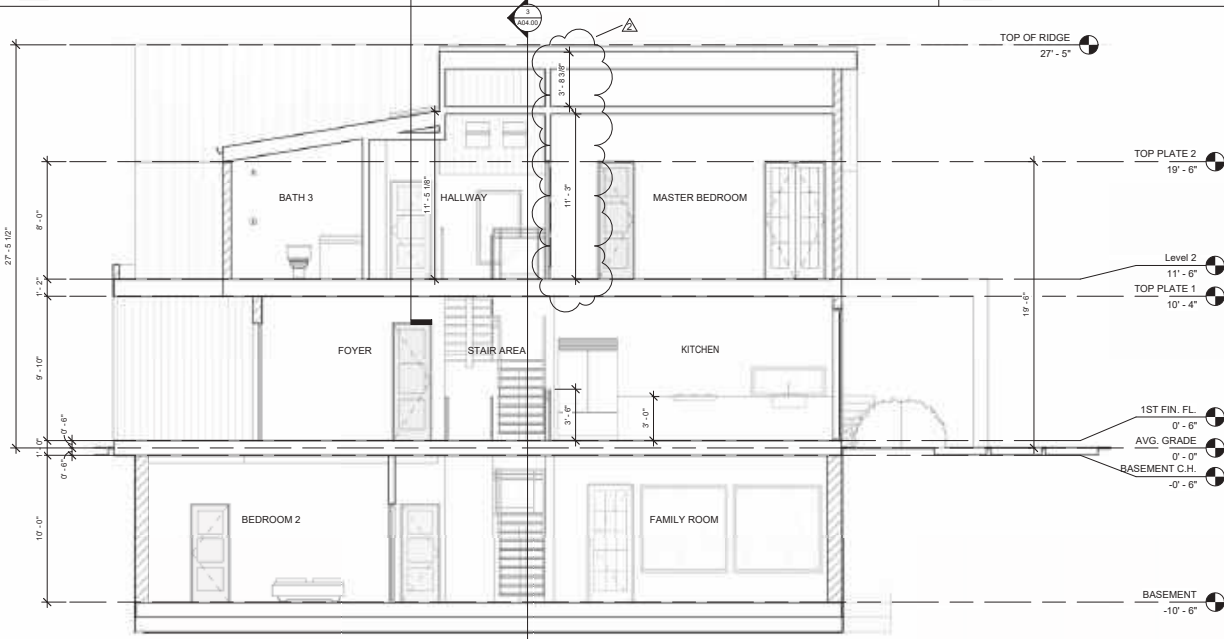 3
A04.00
2
TOP OF RIDGE
27' - 5"
3' - 8 3/8"
TOP PLATE 2
19' - 6"
BATH 3
HALLWAY
MASTER BEDROOM
11' - 5 1/8"
11' - 3"
8' - 0"
27' - 5 1/2"
Level 2
11' - 6"
1' - 2"
TOP PLATE 1
10' - 4"
19' - 6"
FOYER
STAIR AREA
KITCHEN
9' - 10"
3' - 6"
3' - 0"
1ST FIN. FL.
0' - 6"
0' - 6"
AVG. GRADE
0' - 0"
1' - 0"
0' - 6"
BASEMENT C.H.
-0' - 6"
BEDROOM 2
FAMILY ROOM
10' - 0"
BASEMENT
-10' - 6"